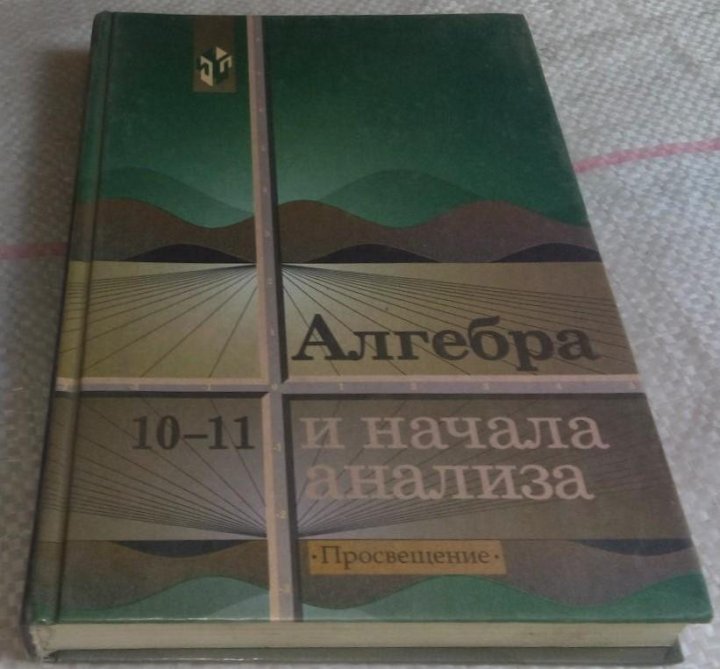 Алгебра
10–11 и начала
анализа
·Просвещение·